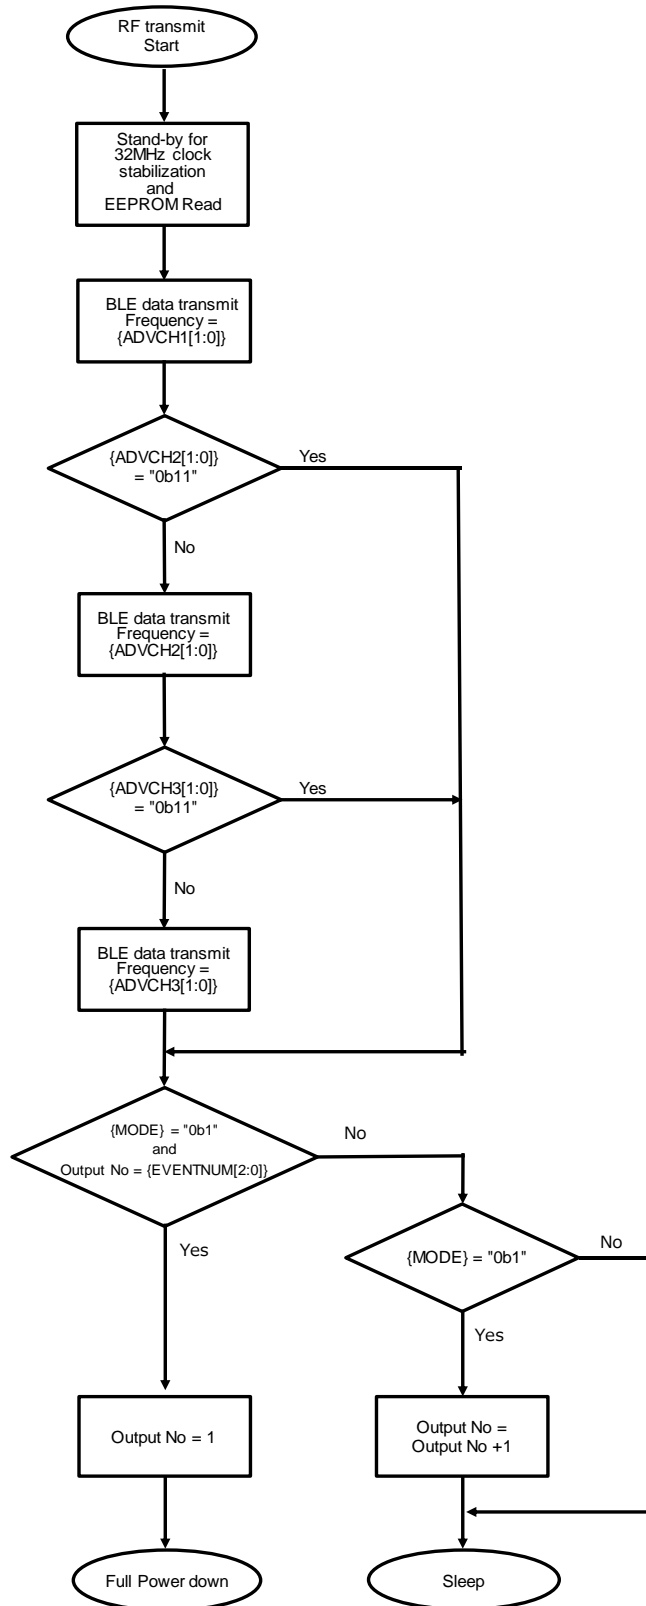 RF transmit
Start
Stand-by for
32MHz clock
stabilization
and
EEPROM Read
BLE data transmit
Frequency =
{ADVCH1[1:0]}
{ADVCH2[1:0]}
= "0b11"
Yes
No
BLE data transmit
Frequency =
{ADVCH2[1:0]}
{ADVCH3[1:0]}
= "0b11"
Yes
No
BLE data transmit
Frequency =
{ADVCH3[1:0]}
{MODE} = "0b1"
and
Output No = {EVENTNUM[2:0]}
No
Yes
{MODE} = "0b1"
No
Yes
Output No = 1
Output No =
Output No +1
Full Power down
Sleep